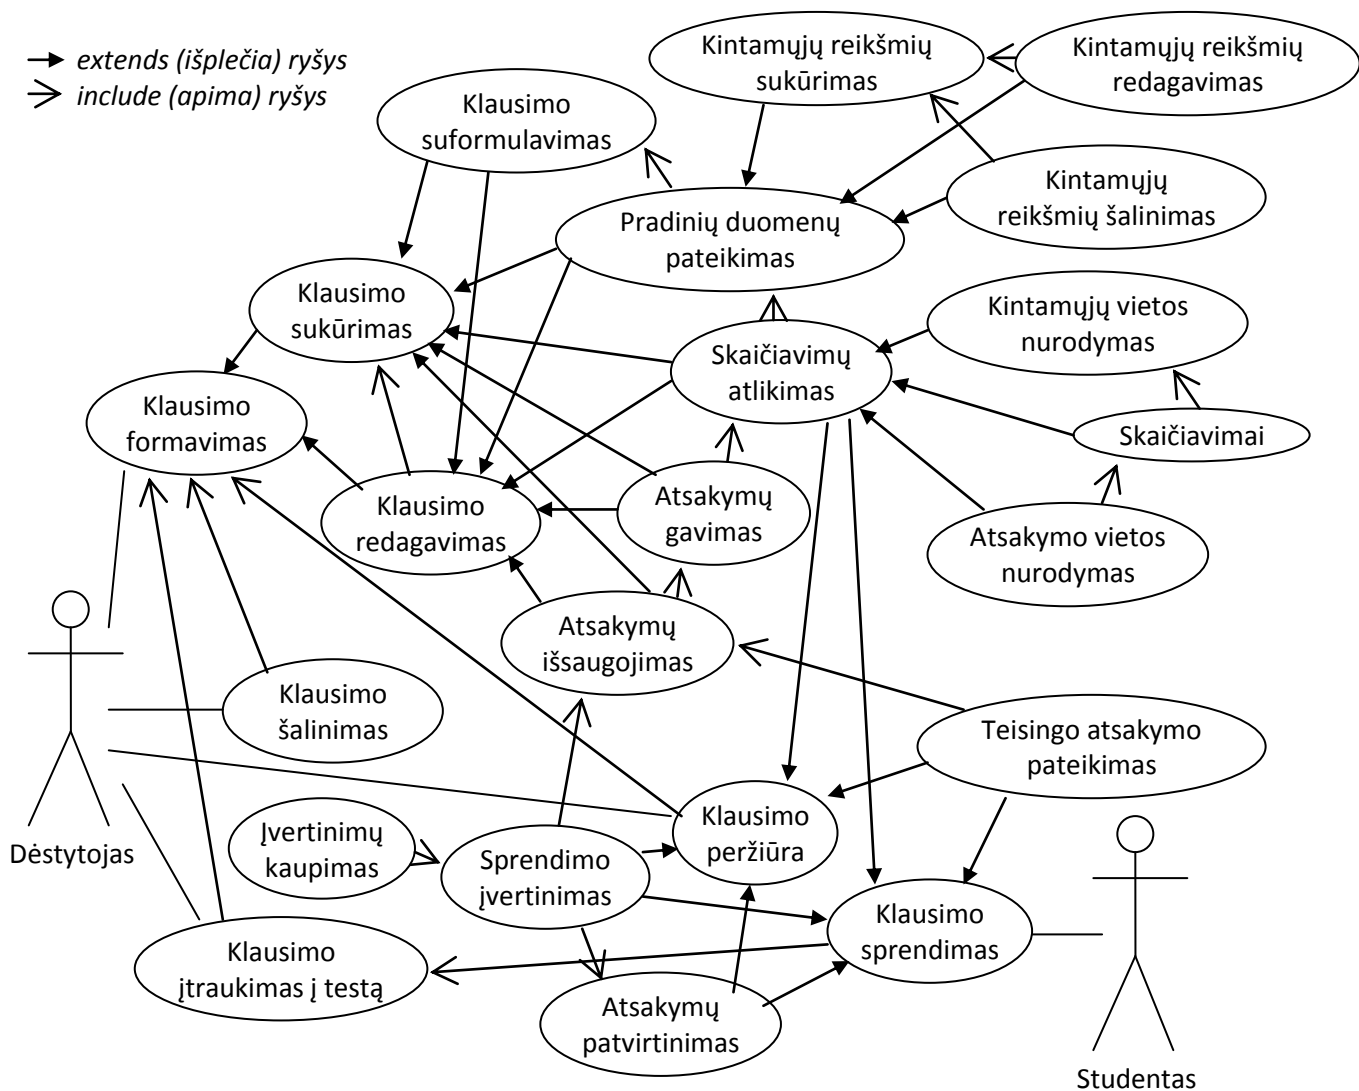 extends (išplečia) ryšys
include (apima) ryšys
Klausimo
suformulavimas
Kintamųjų reikšmių
sukūrimas
Kintamųjų reikšmių
redagavimas
Kintamųjų
reikšmių šalinimas
Pradinių duomenų
pateikimas
Klausimo
sukūrimas
Kintamųjų vietos
nurodymas
Skaičiavimų
atlikimas
Klausimo
formavimas
Skaičiavimai
Klausimo
redagavimas
Atsakymų
gavimas
Atsakymo vietos
nurodymas
Atsakymų
išsaugojimas
Klausimo
šalinimas
Teisingo atsakymo
pateikimas
Dėstytojas
Įvertinimų
kaupimas
Sprendimo
įvertinimas
Klausimo
peržiūra
Klausimo
sprendimas
Klausimo
įtraukimas į testą
Atsakymų
patvirtinimas
Studentas